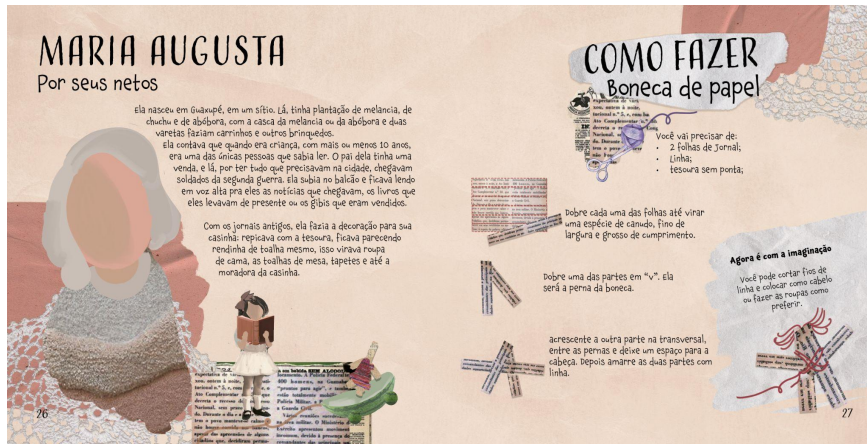 MARIA AUGUSTA
Por seus netos
Ela nasceu em Guaxupé, em um sítio. Lá, tinha plantação de melancia, de
chuchu e de abóbora, com a casca da melancia ou da abóbora e duas
varetas faziam carrinhos e outros brinquedos.
Ela contava que quando era criança, com mais ou menos 10 anos,
era uma das únicas pessoas que sabia ler. O pai dela tinha uma
venda, e lá, por ter tudo que precisavam na cidade, chegavam
soldados da segunda guerra. Ela subia no balcão e ficava lendo
em voz alta pra eles as notícias que chegavam, os livros que
eles levavam de presente ou os gibis que eram vendidos.
Com os jornais antigos, ela fazia a decoração para sua
casinha: repicava com a tesoura, ficava parecendo
rendinha de toalha mesmo, isso virava roupa
de cama, as toalhas de mesa, tapetes e até a
moradora da casinha.
26
COMO FAZER
Boneca de papel
Você vai precisar de:
• 2 folhas de jornal;
• Linha;
• tesoura sem ponta;
Dobre cada uma das folhas até virar
uma espécie de canudo, fino de
largura e grosso de cumprimento.
Dobre uma das partes em “v”. Ela
será a perna da boneca.
acrescente a outra parte na transversal,
entre as pernas e deixe um espaço para a
cabeça. Depois amarre as duas partes com
linha.
Agora é com a imaginação
Você pode cortar fios de
linha e colocar como cabelo
ou fazer as roupas como
preferir.
27